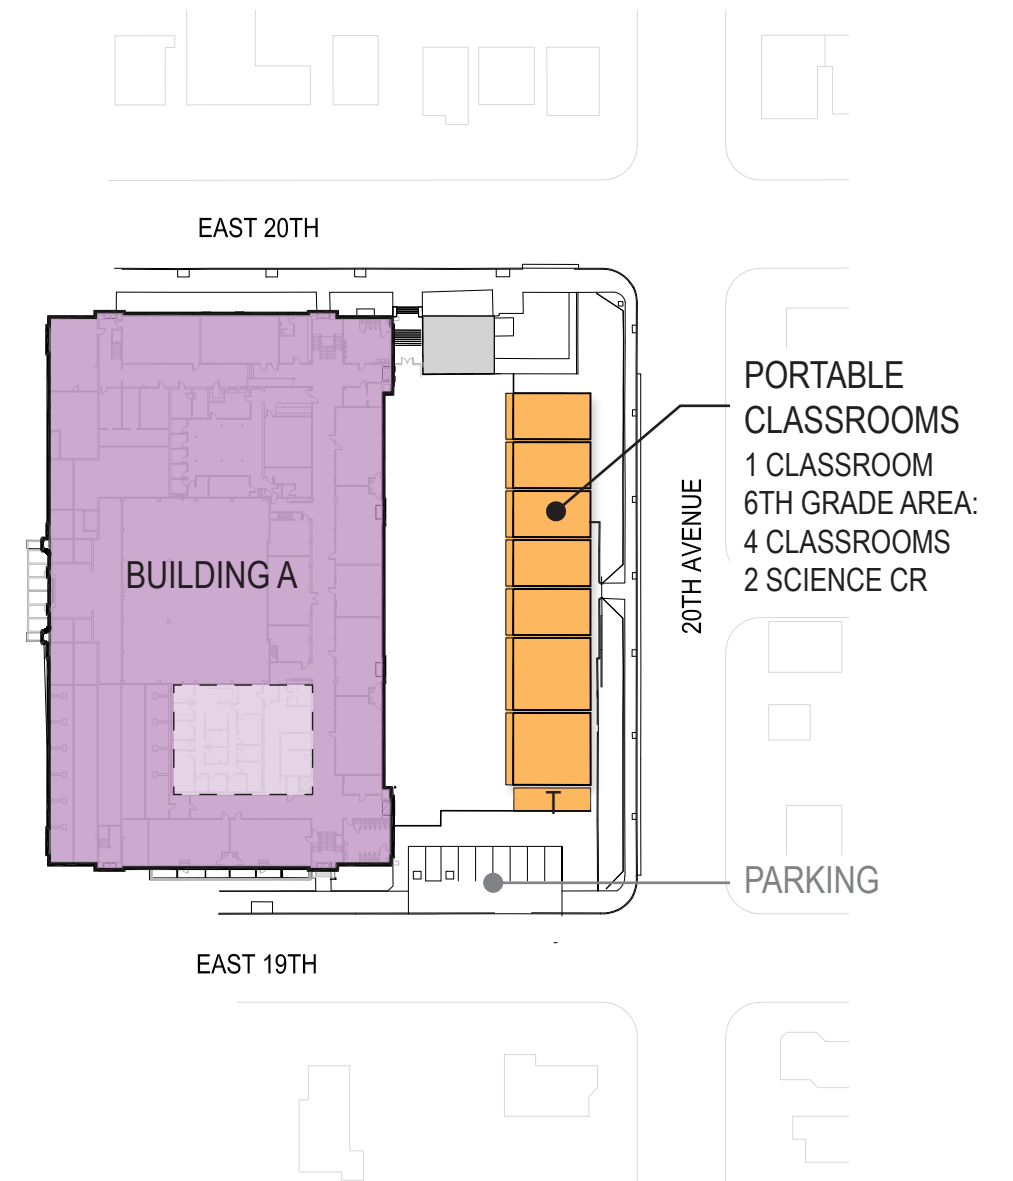 EAST 20TH
PORTABLE
CLASSROOMS
1 CLASSROOM
6TH GRADE AREA:
4 CLASSROOMS
2 SCIENCE CR
20TH AVENUE
BUILDING A
T
PARKING
EAST 19TH